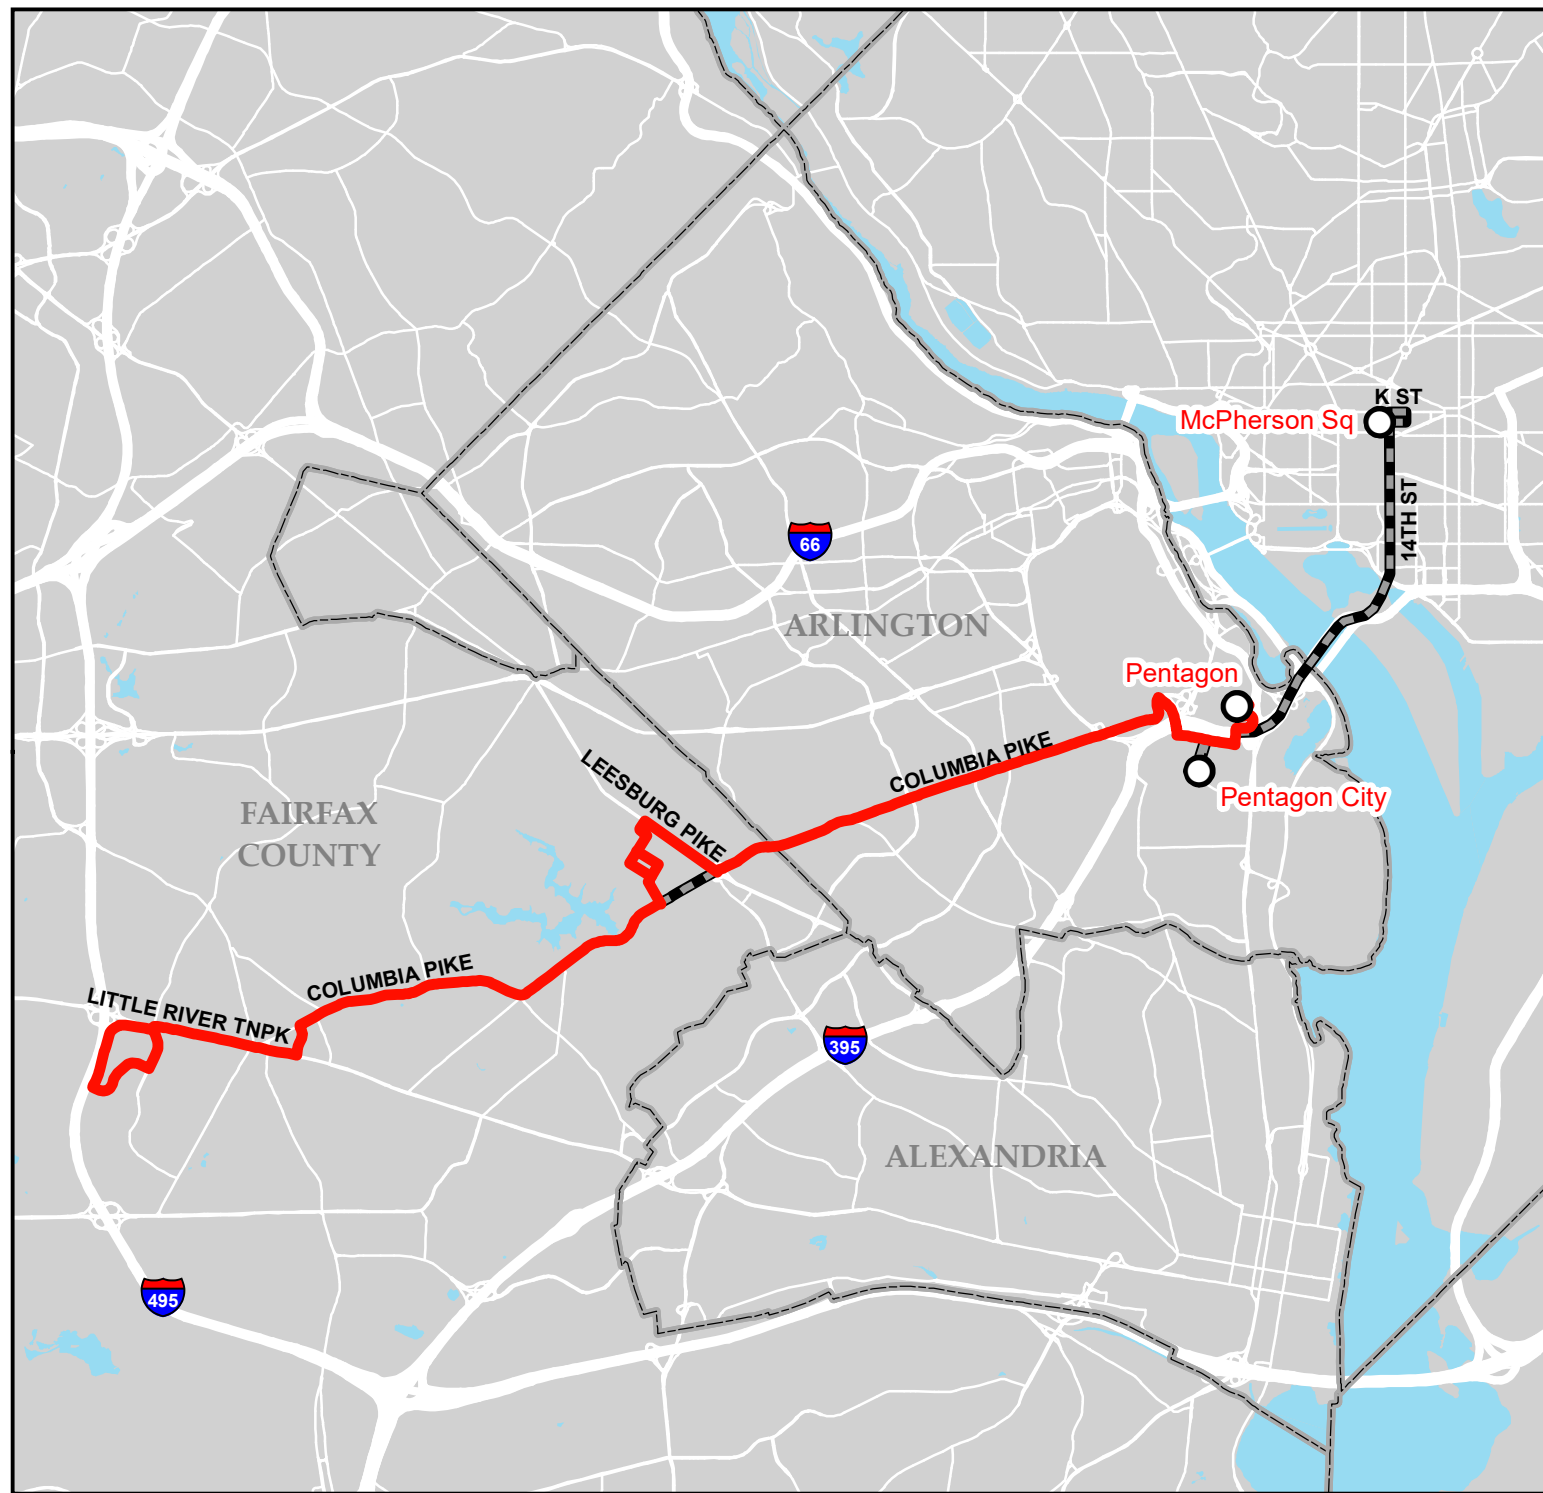 K ST
McPherson Sq
14TH ST
66
ARLINGTON
Pentagon
COLUMBIA PIKE
LEESBURG PIKE
Pentagon City
FAIRFAX
COUNTY
COLUMBIA PIKE
LITTLE RIVER TNPK
395
ALEXANDRIA
495